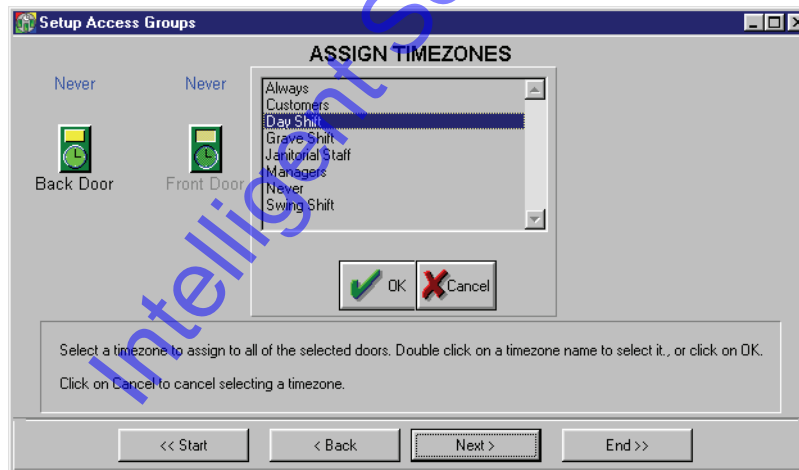 Setup Access Groups
ASSIGN TIMEZONES
Never
Never
Back Door
Front Door
Always
Customers
Day Shift
Grave Shift
Janitorial Staff
Managers
Never
Swing Shift
OK
Cancel
Select a timezone to assign to all of the selected doors. Double click on a timezone name to select it., or click on OK.
Click on Cancel to cancel selecting a timezone.
<< Start
< Back
Next >
End >>
Intelligent